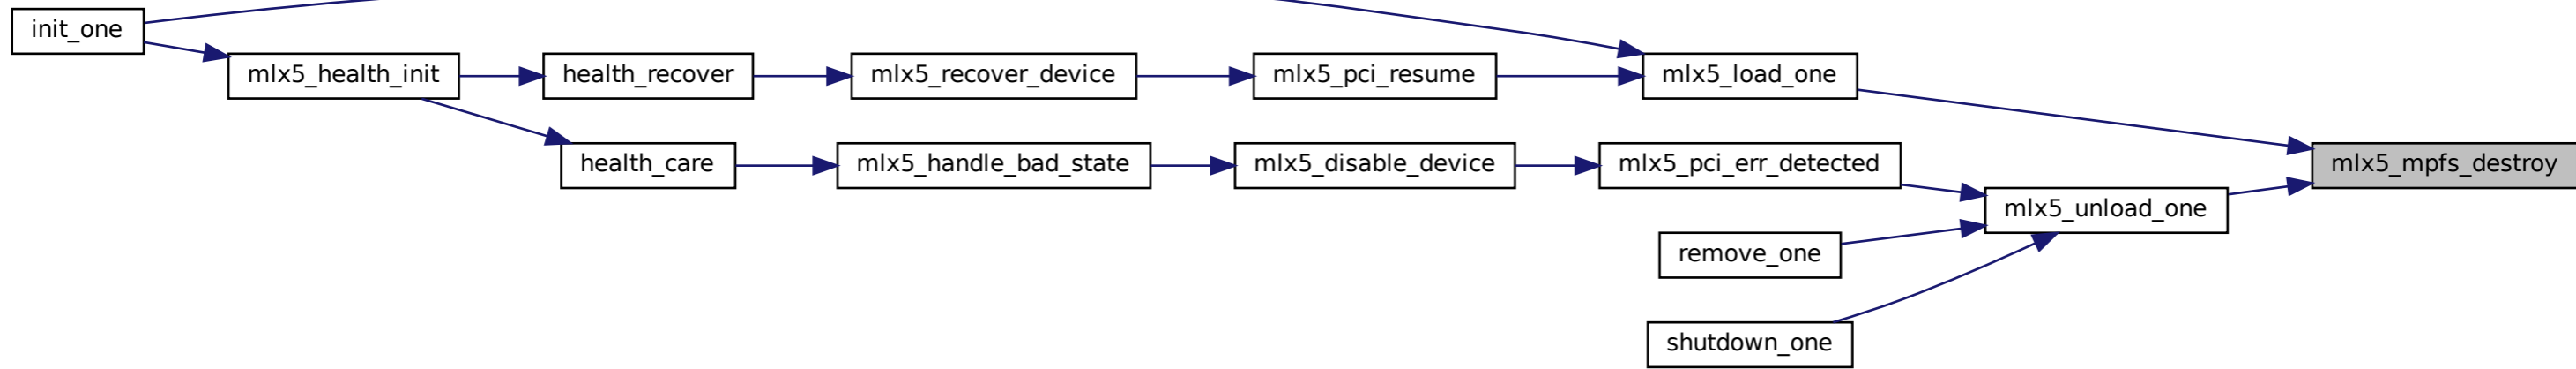 init_one
mlx5_health_init
health_recover
mlx5_recover_device
mlx5_pci_resume
mlx5_load_one
health_care
mlx5_handle_bad_state
mlx5_disable_device
mlx5_pci_err_detected
mlx5_mpfs_destroy
mlx5_unload_one
remove_one
shutdown_one